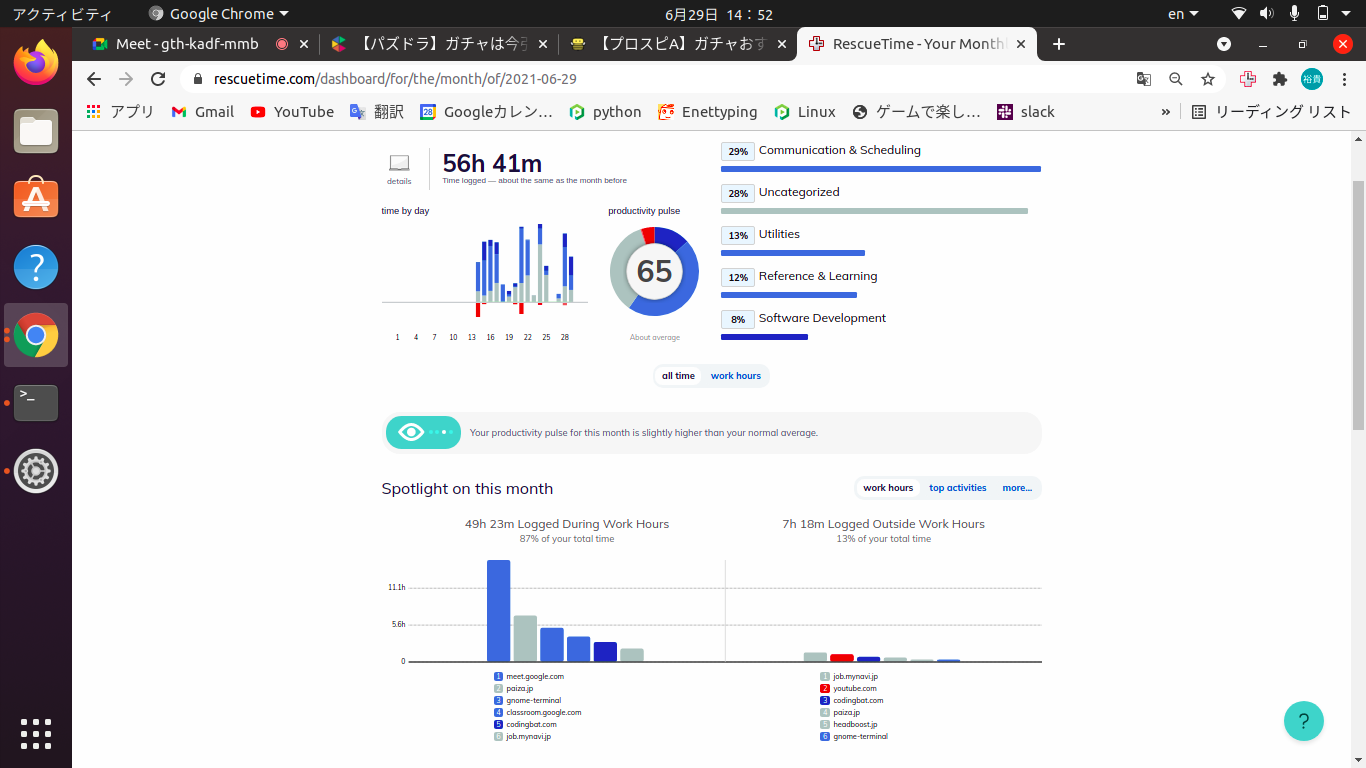 アクティビティ
Google Chrome
6月29日 14：52
en
Meet - gth-kadf-mmb
【パズドラ】ガチャは今引
【プロスピA】ガチャおす
RescueTime - Your Month
rescuetime.com/dashboard/for/the/month/of/2021-06-29
裕貴
アプリ
Gmail
YouTube
翻訳
28
Googleカレン…
python
Enettyping
Linux
ゲームで楽し…
slack
»
リーディング リスト
details
56h 41m
Time logged — about the same as the month before
time by day
1 4 7 10 13 16 19 22 25 28
productivity pulse
65
About average
29% Communication & Scheduling
28% Uncategorized
13% Utilities
12% Reference & Learning
8% Software Development
all time work hours
Your productivity pulse for this month is slightly higher than your normal average.
Spotlight on this month
work hours top activities more...
49h 23m Logged During Work Hours
87% of your total time
7h 18m Logged Outside Work Hours
13% of your total time
11.1h
5.6h
0
1 meet.google.com
2 paiza.jp
3 gnome-terminal
4 classroom.google.com
5 codingbat.com
6 job.mynavi.jp
1 job.mynavi.jp
2 youtube.com
3 codingbat.com
4 paiza.jp
5 headboost.jp
6 gnome-terminal
?
?
>_